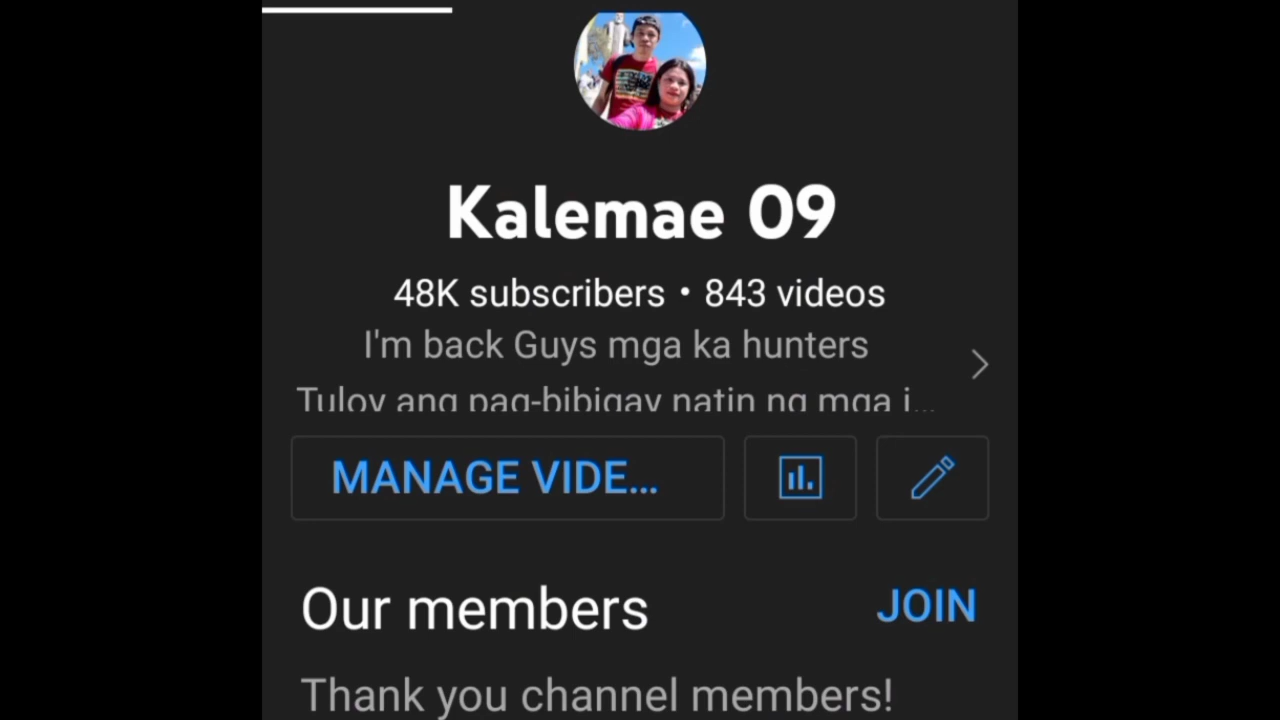 Kalemae 09
48K subscribers • 843 videos
I'm back Guys mga ka hunters
Tuloy ang pag-bibigay natin ng mga i...
MANAGE VIDE...
Our members
JOIN
Thank you channel members!